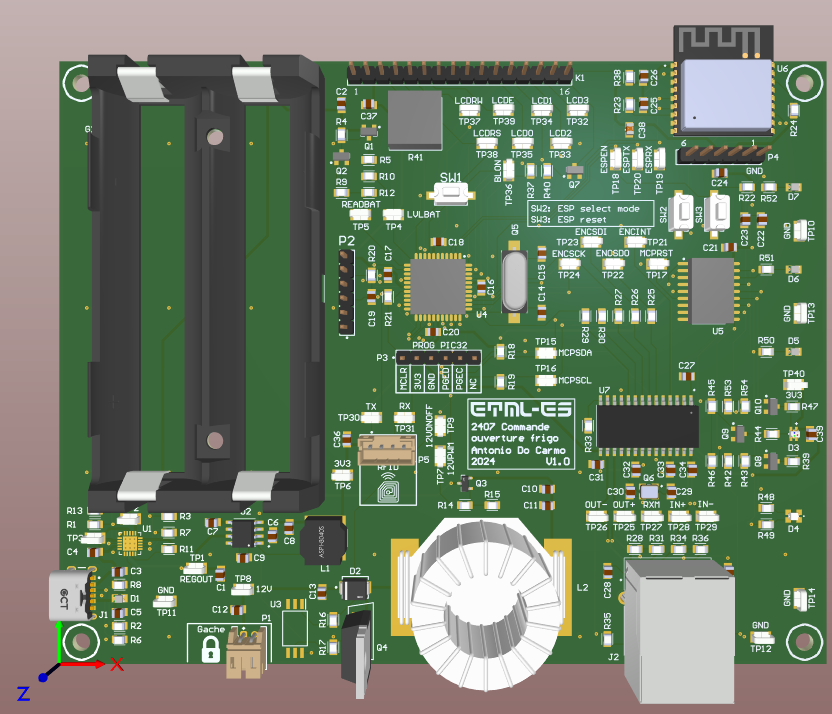 U6
K1
1
16
R38
C26
C2
C37
R4
LCDRW
LCDE
LCD1
LCD3
R23
C25
TP37
TP39
TP34
TP32
R24
Q1
C38
6
1
P4
LCDRS
LCD0
LCD2
R41
TP38
TP35
TP33
Q2
R5
BLON
ESPEN
ESPTX
ESPRX
GND
R10
SW1
TP36
R37
R40
Q7
TP18
TP20
TP19
C24
R9
R12
R22
R52
D7
READBAT
LVLBAT
TP5
TP4
SW2: ESP select mode
SW3: ESP reset
SW2
SW3
C23
C22
GND
TP10
P2
C18
Q5
ENCSDI
ENCINT
TP23
TP21
C21
R20
C17
C15
ENCSCK
ENCSDO
MCPRST
TP24
TP22
TP17
R51
D6
C16
C19
R21
U4
C14
R29
R30
R27
R26
R25
U5
GND
TP13
C20
PROG PIC32
P3
R18
TP15
MCPSDA
R50
D5
MCLR
3V3
GND
PGED
PGEC
NC
R19
TP16
MCPSCL
C27
TP40
3V3
U7
R45
R53
R54
Q10
R47
TX
RX
TP30
TP31
12VONOFF
TP9
ETML-ES
2407 Commande
ouverture frigo
Antonio Do Carmo
2024
V1.0
R33
Q9
R44
D3
C39
C36
P5
RFID
3V3
TP6
TP7
12VPWM
C31
C32
R46
R42
R43
Q8
R39
Q3
C30
Q6
C29
C34
C10
R14
R15
C11
OUT-
OUT+
RXM
IN+
IN-
TP26
TP25
TP27
TP28
TP29
R48
R49
D4
R13
R1
C4
U1
R3
R7
R11
C7
C6
C8
C9
L1
R28
R31
R34
R36
TP1
REGOUT
C3
R8
D1
C5
R2
R6
J1
GND
TP11
C1
TP8
12V
C12
C13
D2
U3
L2
C28
R35
GND
TP14
GND
TP12
Gache
P1
R16
R17
Q4
J2
X
Z